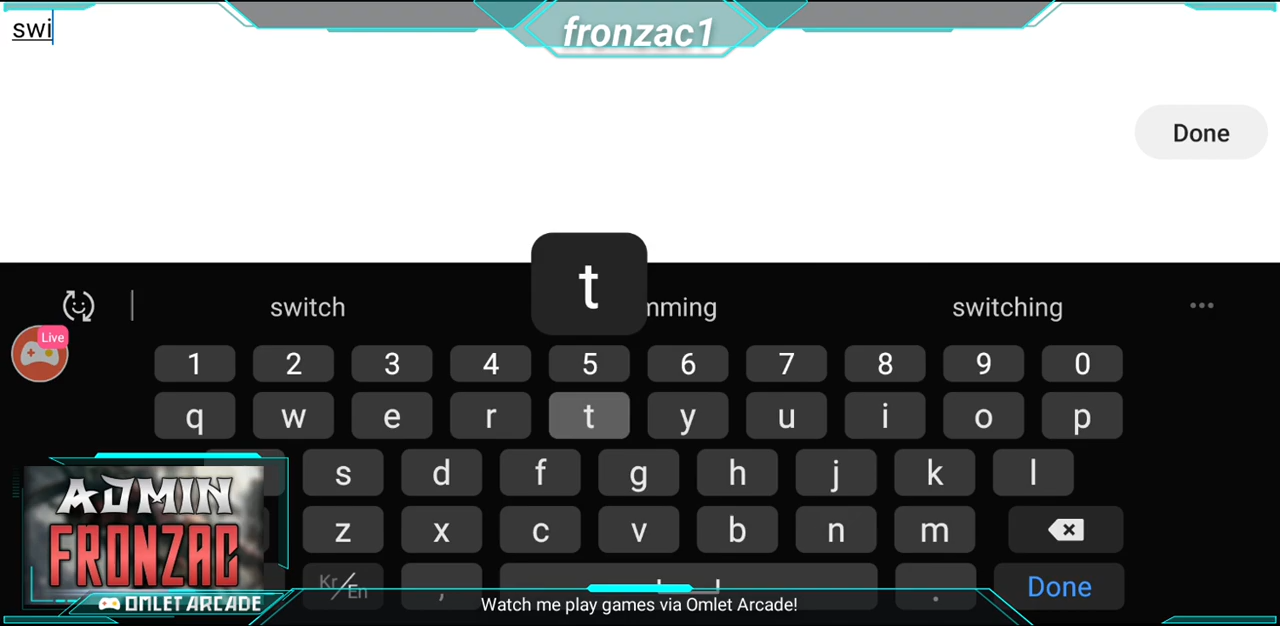 swi
fronzac1
Done
t
switch
mming
switching
Live
1 2 3 4 5 6 7 8 9 0
q w e r t y u i o p
s d f g h j k l
z x c v b n m
Kr/En , . Done
ADMIN
FRONZAC
OMLET ARCADE
Watch me play games via Omlet Arcade!